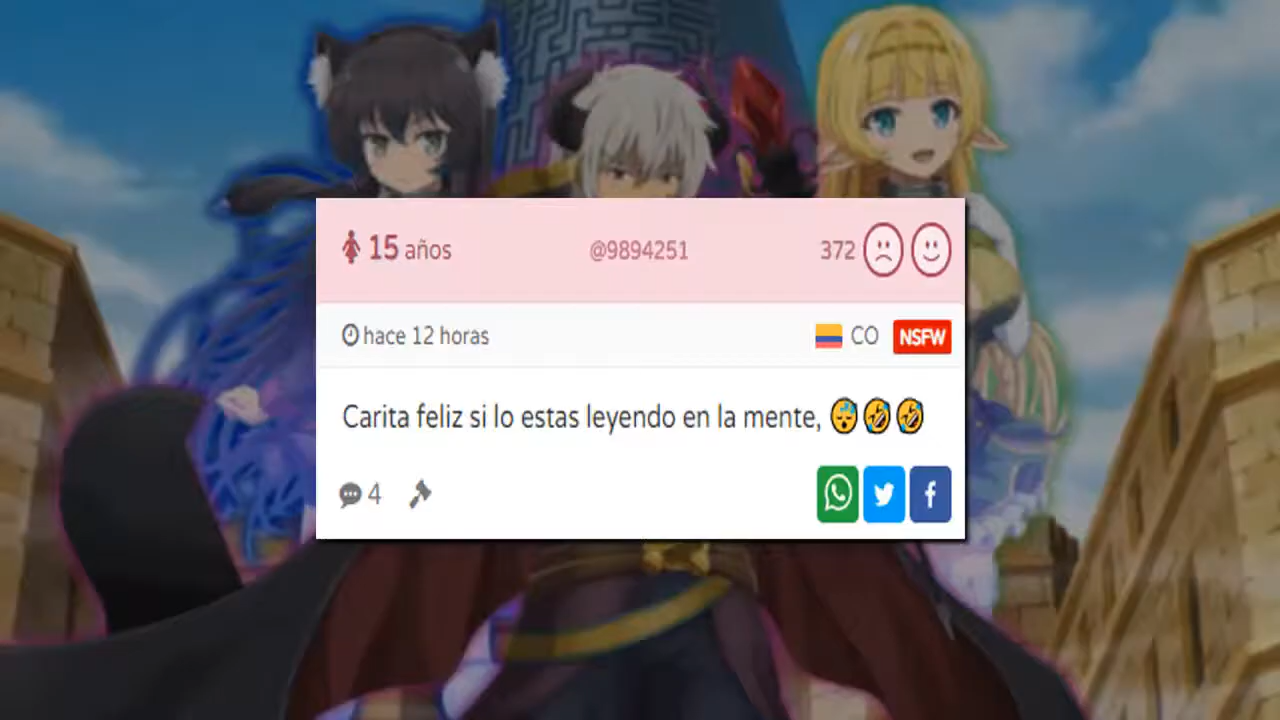 15 años @9894251 372
hace 12 horas CO NSFW
Carita feliz si lo estas leyendo en la mente, 😴🤣🤣
4